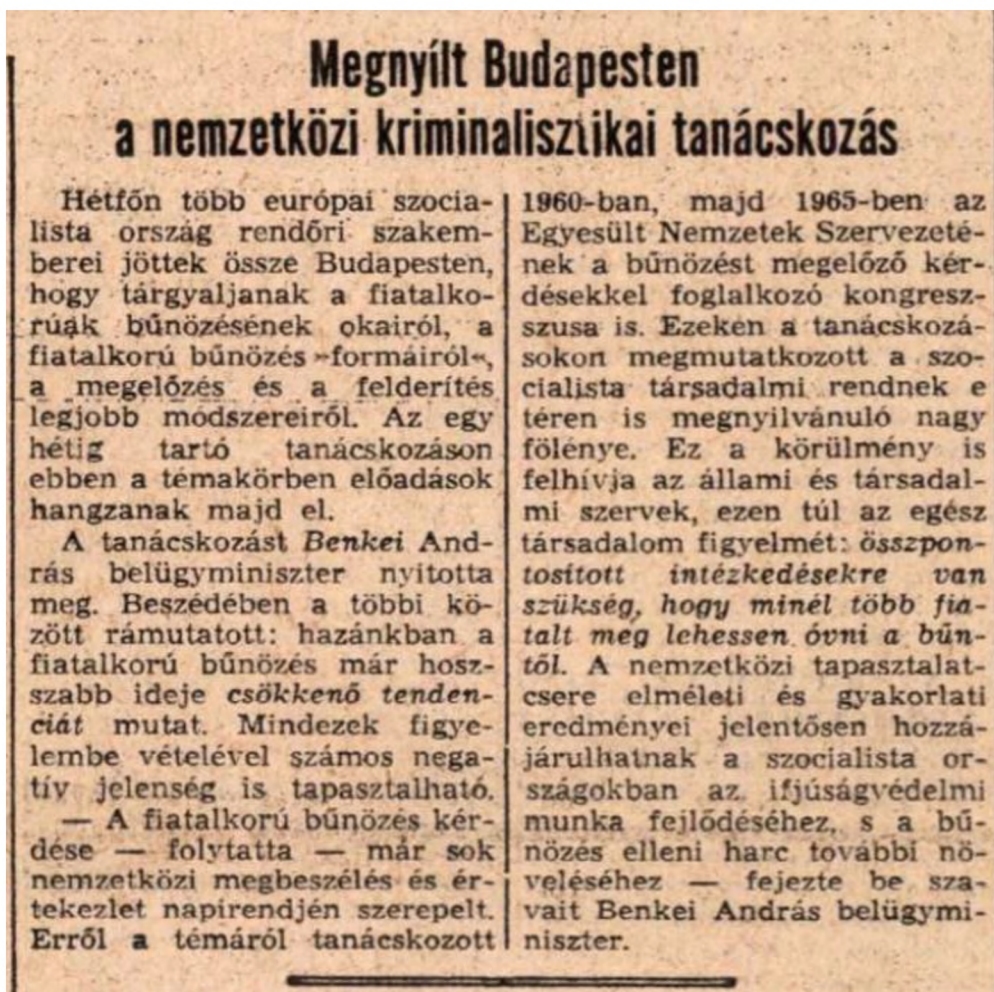 Megnyílt Budapesten
a nemzetközi kriminalisztikai tanácskozás
Hétfőn több európai szocia-
lista ország rendőri szakem-
berei jöttek össze Budapesten,
hogy tárgyaljanak a fiatalko-
rúak bűnözésének okairól, a
fiatalkorú bűnözés »formáiról«,
a megelőzés és a felderítés
legjobb módszereiről. Az egy
hétig tartó tanácskozáson
ebben a témakörben előadások
hangzanak majd el.
A tanácskozást Benkei And-
rás belügyminiszter nyitotta
meg. Beszédében a többi kö-
zött rámutatott: hazánkban a
fiatalkorú bűnözés már hosz-
szabb ideje csökkenő tenden-
ciát mutat. Mindezek figye-
lembe vételével számos nega-
tív jelenség is tapasztalható.
— A fiatalkorú bűnözés kér-
dése — folytatta — már sok
nemzetközi megbeszélés és ér-
tekezlet napirendjén szerepelt.
Erről a témáról tanácskozott
1960-ban, majd 1965-ben az
Egyesült Nemzetek Szervezeté-
nek a bűnözést megelőző kér-
désekkel foglalkozó kongresz-
szusa is. Ezeken a tanácskozá-
sokon megmutatkozott a szo-
cialista társadalmi rendnek e
téren is megnyilvánuló nagy
fölénye. Ez a körülmény is
felhívja az állami és társadal-
mi szervek, ezen túl az egész
társadalom figyelmét: összpon-
tosított intézkedésekre van
szükség, hogy minél több fia-
talt meg lehessen óvni a bűn-
től. A nemzetközi tapasztalat-
csere elméleti és gyakorlati
eredményei jelentősen hozzá-
járulhatnak a szocialista or-
szágokban az ifjúságvédelmi
munka fejlődéséhez, s a bű-
nözés elleni harc további nö-
veléséhez — fejezte be sza-
vait Benkei András belügymi-
niszter.